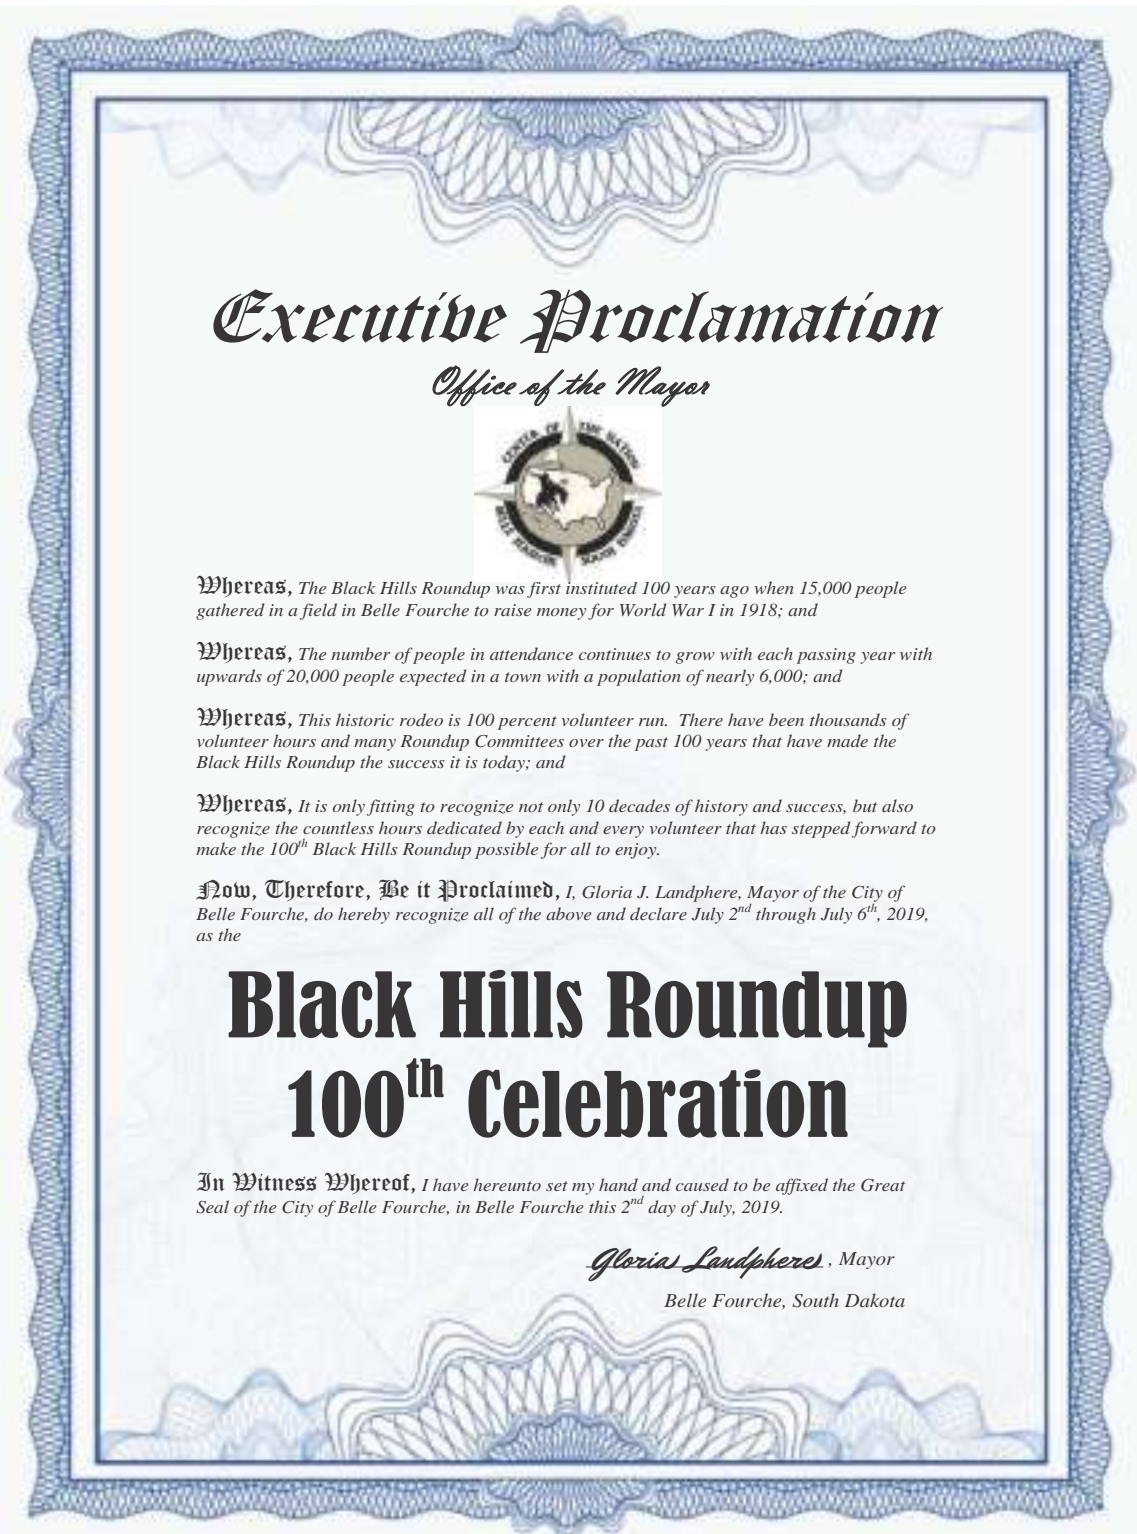 Executive Proclamation
Office of the Mayor
CENTER OF THE NATION
BELLE FOURCHE SOUTH DAKOTA
Whereas, The Black Hills Roundup was first instituted 100 years ago when 15,000 people
gathered in a field in Belle Fourche to raise money for World War I in 1918; and
Whereas, The number of people in attendance continues to grow with each passing year with
upwards of 20,000 people expected in a town with a population of nearly 6,000; and
Whereas, This historic rodeo is 100 percent volunteer run.  There have been thousands of
volunteer hours and many Roundup Committees over the past 100 years that have made the
Black Hills Roundup the success it is today; and
Whereas, It is only fitting to recognize not only 10 decades of history and success, but also
recognize the countless hours dedicated by each and every volunteer that has stepped forward to
make the 100th Black Hills Roundup possible for all to enjoy.
Now, Therefore, Be it Proclaimed, I, Gloria J. Landphere, Mayor of the City of
Belle Fourche, do hereby recognize all of the above and declare July 2nd through July 6th, 2019,
as the
Black Hills Roundup
100th Celebration
In Witness Whereof, I have hereunto set my hand and caused to be affixed the Great
Seal of the City of Belle Fourche, in Belle Fourche this 2nd day of July, 2019.
Gloria Landphere, Mayor
Belle Fourche, South Dakota